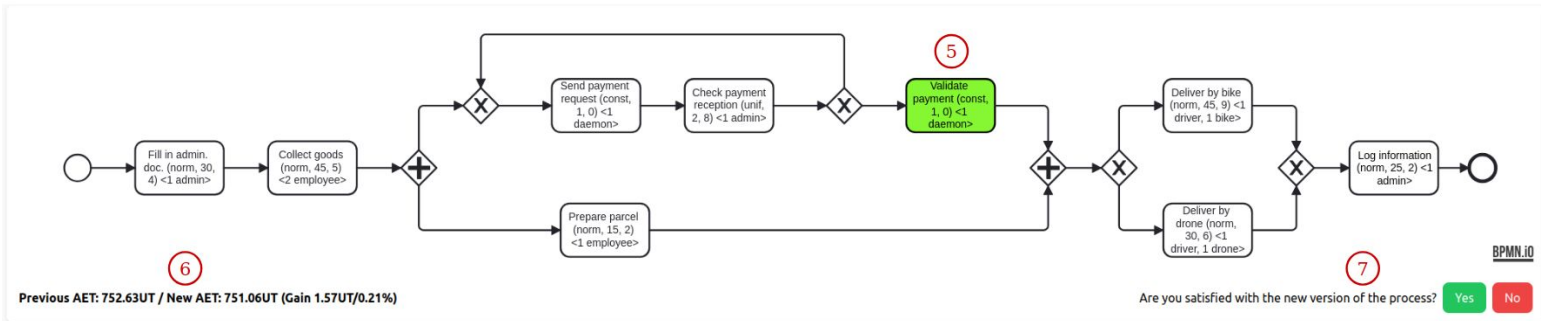 5
Send payment
request (const,
1, 0) <1
daemon>
Check payment
reception (unif,
2, 8) <1 admin>
Validate
payment (const,
1, 0) <1
daemon>
Deliver by bike
(norm, 45, 9) <1
driver, 1 bike>
X
X
X
Fill in admin.
doc. (norm, 30,
4) <1 admin>
Collect goods
(norm, 45, 5)
<2 employee>
X
Log information
(norm, 25, 2) <1
admin>
Prepare parcel
(norm, 15, 2)
<1 employee>
Deliver by
drone (norm,
30, 6) <1
driver, 1 drone>
BPMN.iO
6
7
Previous AET: 752.63UT / New AET: 751.06UT (Gain 1.57UT/0.21%)
Are you satisfied with the new version of the process?
Yes
No